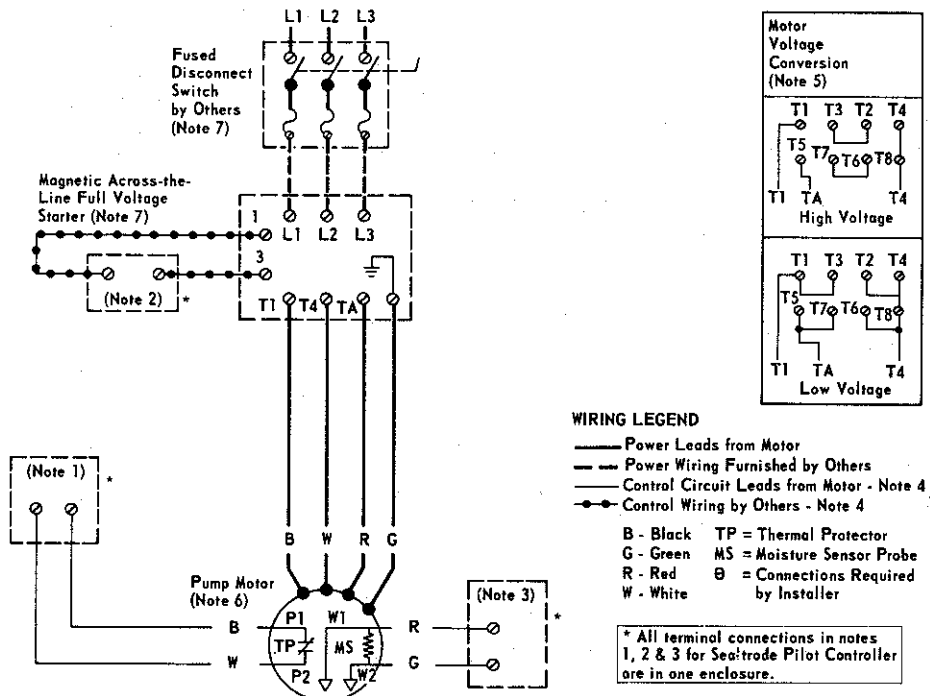 L1 L2 L3
Fused
Disconnect
Switch
by Others
(Note 7)
Magnetic Across-the-
Line Full Voltage
Starter (Note 7)
1
L1 L2 L3
3
(Note 2)
*
T1 T4 TA
Motor
Voltage
Conversion
(Note 5)
T1 T3 T2 T4
T5 T7 T6 T8
T1 TA T4
High Voltage
T1 T3 T2 T4
T5 T7 T6 T8
T1 TA T4
Low Voltage
WIRING LEGEND
Power Leads from Motor
Power Wiring Furnished by Others
Control Circuit Leads from Motor - Note 4
Control Wiring by Others - Note 4
B - Black TP = Thermal Protector
G - Green MS = Moisture Sensor Probe
R - Red θ = Connections Required
W - White by Installer
* All terminal connections in notes
1, 2 & 3 for Sealtrode Pilot Controller
are in one enclosure.
(Note 1)
*
B W R G
Pump Motor
(Note 6)
P1 W1
B TP MS R
W P2 W2 G
(Note 3)
*